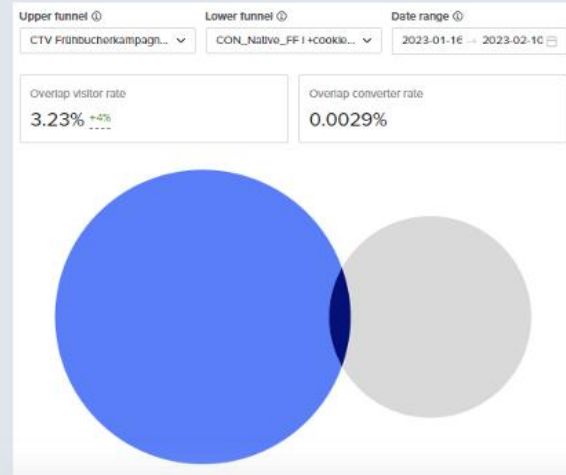 Upper funnel ⓘ
Lower funnel ⓘ
Date range ⓘ
CTV Frühbucherkampagn...
CON_Native_FF | +cookie...
2023-01-16 → 2023-02-10
Overlap visitor rate
3.23% +4%
Overlap converter rate
0.0029%